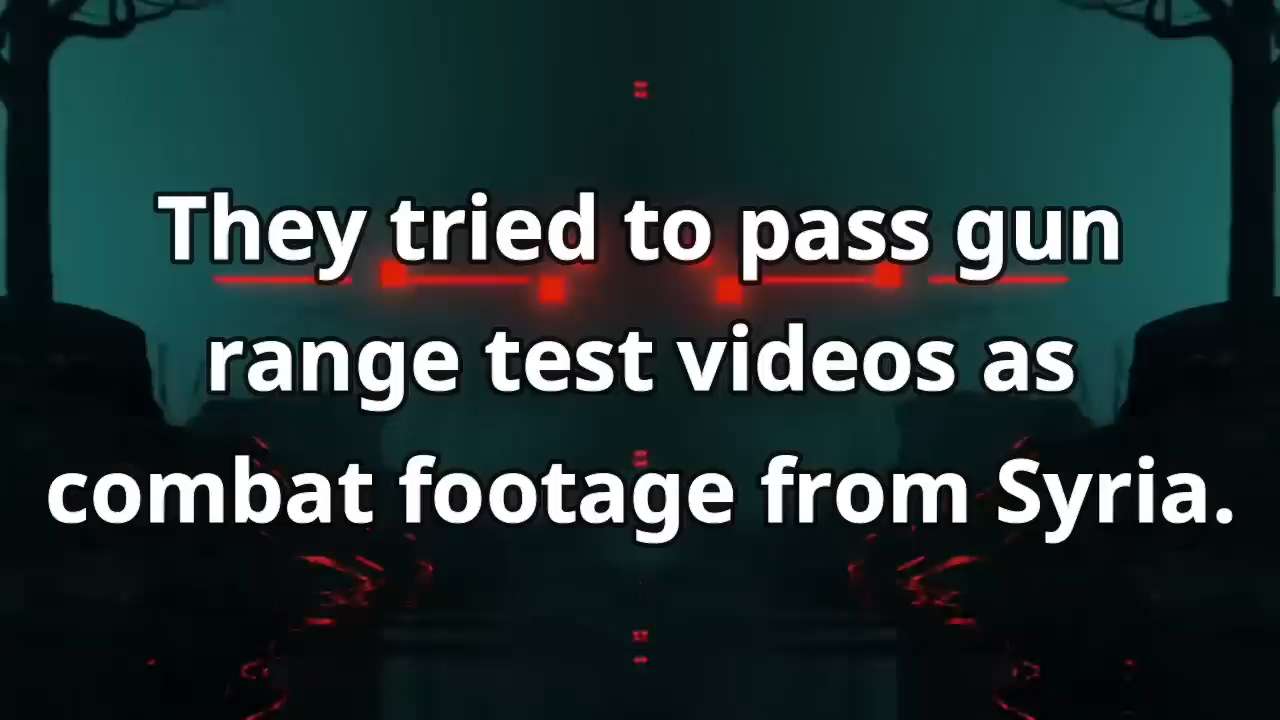 They tried to pass gun
range test videos as
combat footage from Syria.